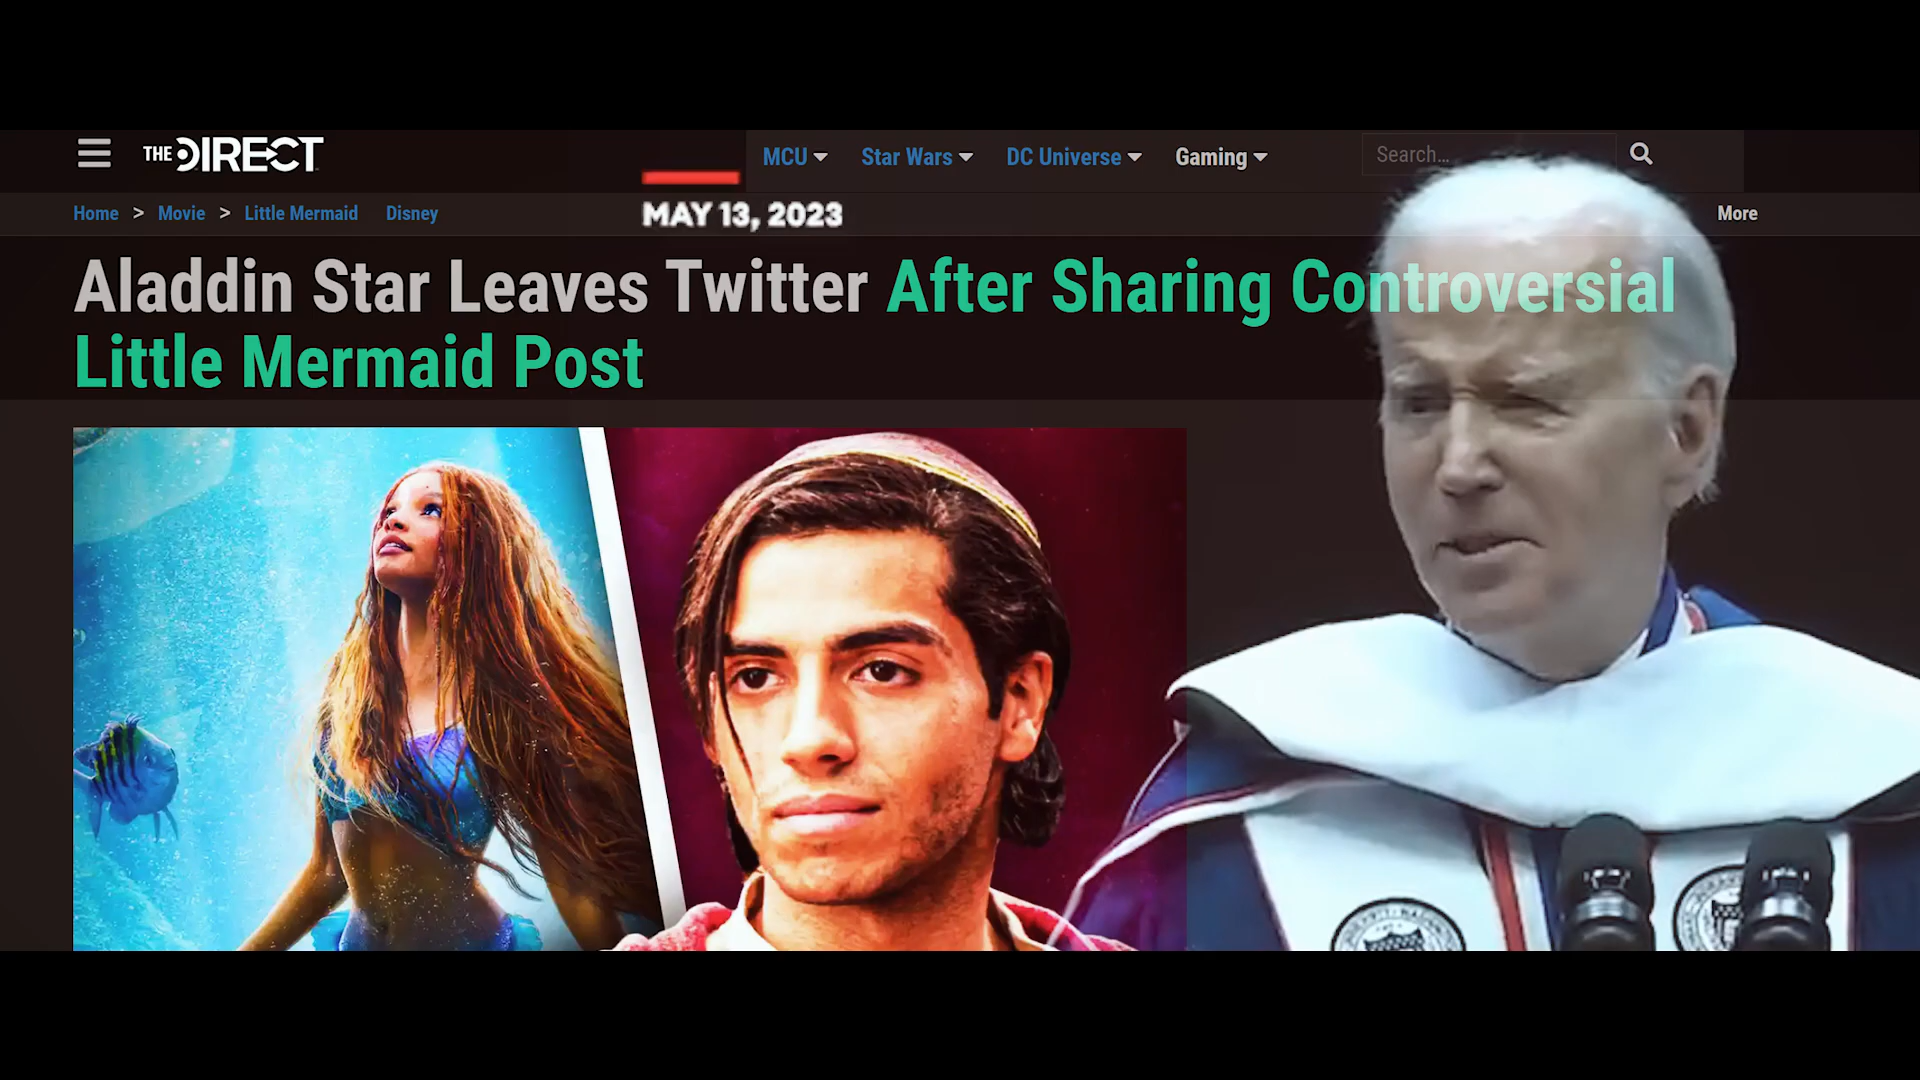 THE DIRECT
MCU
Star Wars
DC Universe
Gaming
Search...
Home > Movie > Little Mermaid Disney
MAY 13, 2023
More
Aladdin Star Leaves Twitter After Sharing Controversial
Little Mermaid Post